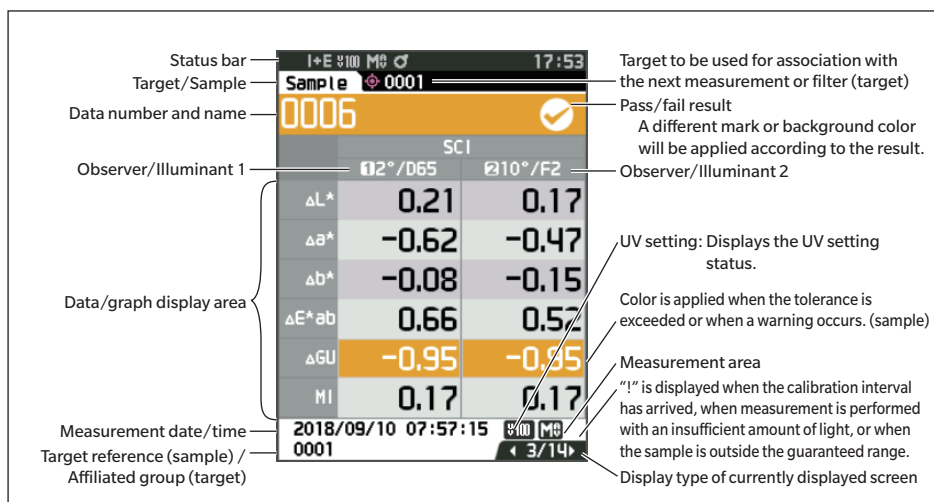 Status bar
Target/Sample
Data number and name
Observer/Illuminant 1
Data/graph display area
Measurement date/time
Target reference (sample) /
Affiliated group (target)
I+E 17:53
Sample 0001
0006
SCI
1 2°/D65 2 10°/F2
ΔL* 0.21 0.17
Δa* -0.62 -0.47
Δb* -0.08 -0.15
ΔE*ab 0.66 0.52
ΔGU -0.95 -0.95
MI 0.17 0.17
2018/09/10 07:57:15
0001 3/14
Target to be used for association with
the next measurement or filter (target)
Pass/fail result
A different mark or background color
will be applied according to the result.
Observer/Illuminant 2
UV setting: Displays the UV setting
status.
Color is applied when the tolerance is
exceeded or when a warning occurs. (sample)
Measurement area
"!" is displayed when the calibration interval
has arrived, when measurement is performed
with an insufficient amount of light, or when
the sample is outside the guaranteed range.
Display type of currently displayed screen